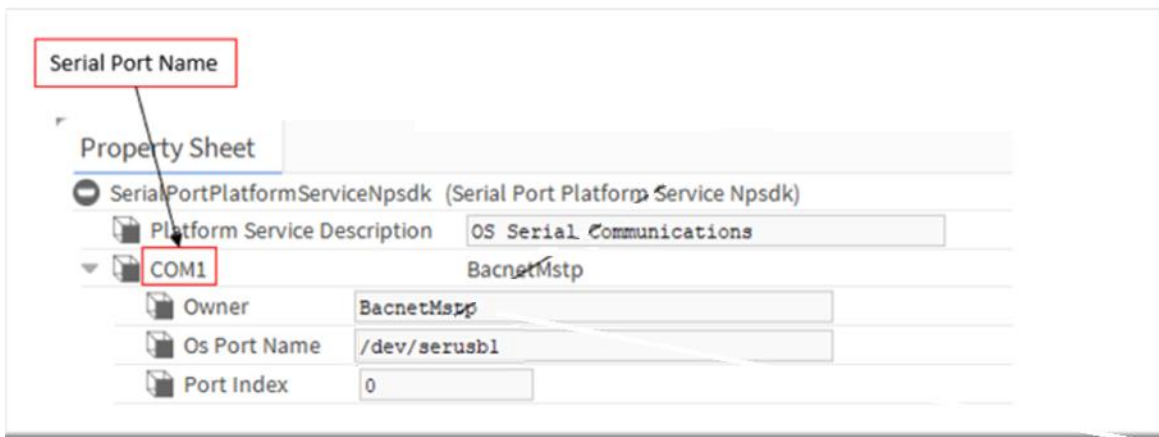 Serial Port Name
Property Sheet
SerialPortPlatformServiceNpsdk (Serial Port Platform Service Npsdk)
Platform Service Description OS Serial Communications
COM1 BacnetMstp
Owner BacnetMstp
Os Port Name /dev/serusb1
Port Index 0